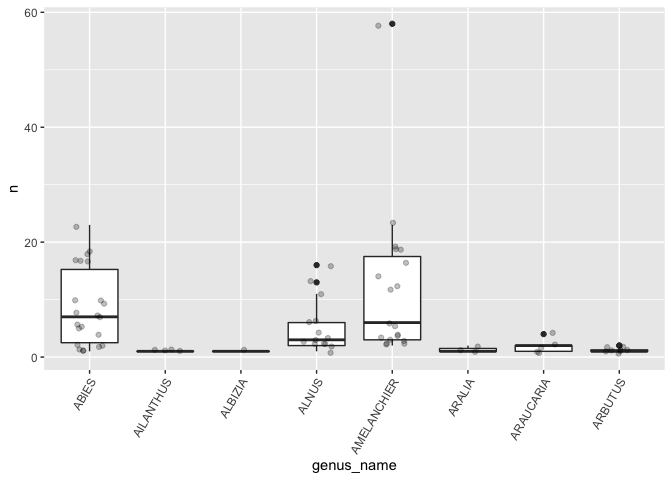 60
40
20
0
n
ABIES
AILANTHUS
ALBIZIA
ALNUS
AMELANCHIER
ARALIA
ARAUCARIA
ARBUTUS
genus_name